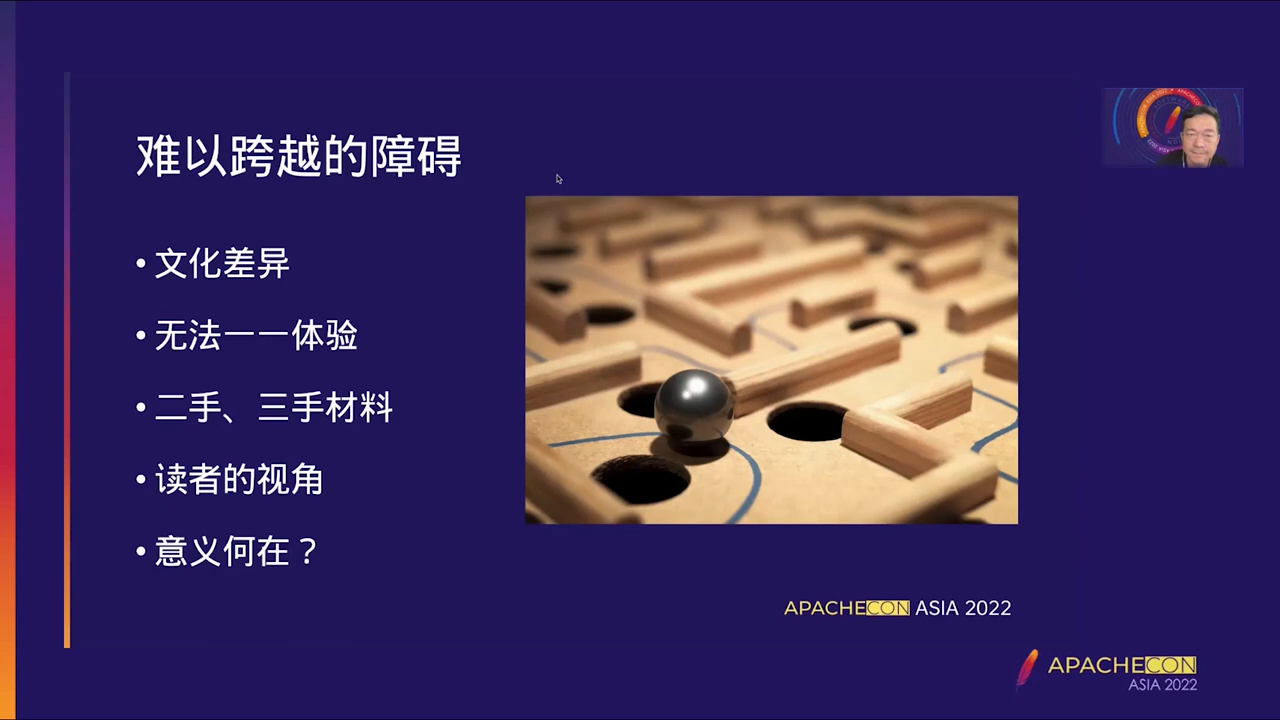 难以跨越的障碍
• 文化差异
• 无法一一体验
• 二手、三手材料
• 读者的视角
• 意义何在？
APACHECON ASIA 2022
APACHECON
ASIA 2022